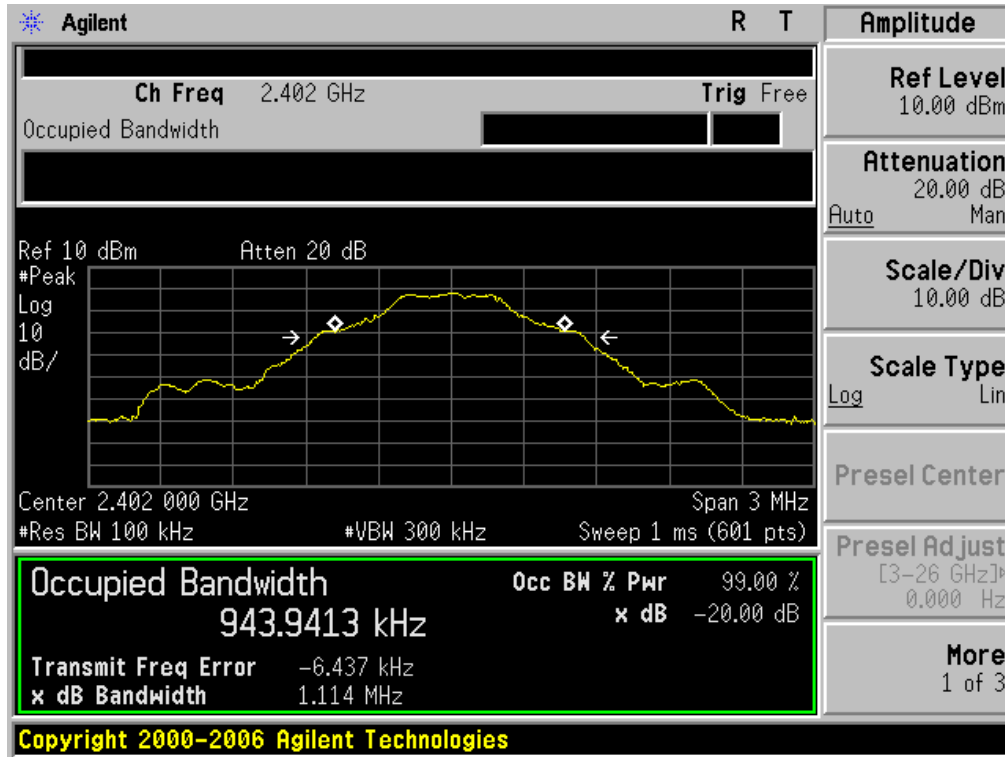 Agilent R T
Ch Freq 2.402 GHz Trig Free
Occupied Bandwidth
Ref 10 dBm Atten 20 dB
#Peak
Log
10
dB/
Center 2.402 000 GHz Span 3 MHz
#Res BW 100 kHz #VBW 300 kHz Sweep 1 ms (601 pts)
Occupied Bandwidth
943.9413 kHz
Occ BW % Pwr 99.00 %
x dB -20.00 dB
Transmit Freq Error -6.437 kHz
x dB Bandwidth 1.114 MHz
Copyright 2000-2006 Agilent Technologies
Amplitude
Ref Level
10.00 dBm
Attenuation
20.00 dB
Auto Man
Scale/Div
10.00 dB
Scale Type
Log Lin
Presel Center
Presel Adjust
[3-26 GHz]
0.000 Hz
More
1 of 3